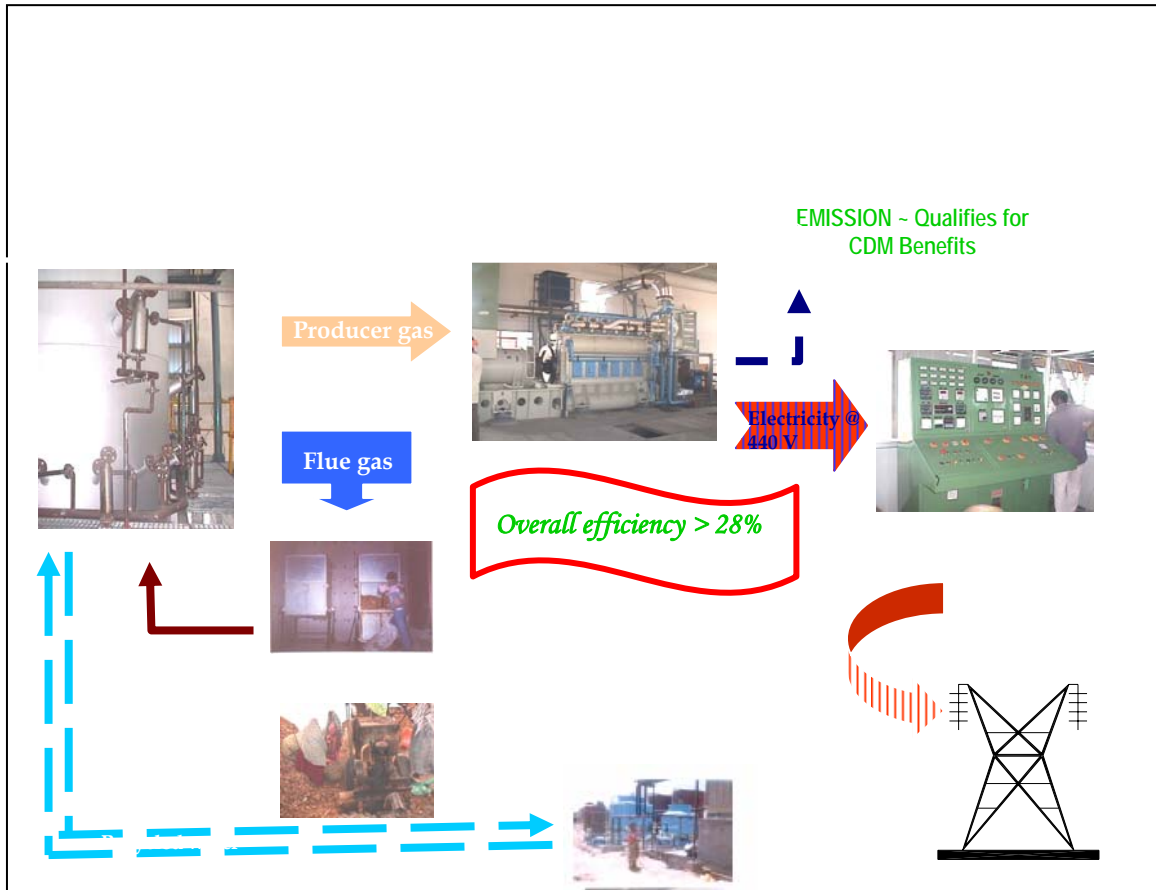 EMISSION ~ Qualifies for
CDM Benefits
Producer gas
Electricity @
440 V
Flue gas
Overall efficiency > 28%